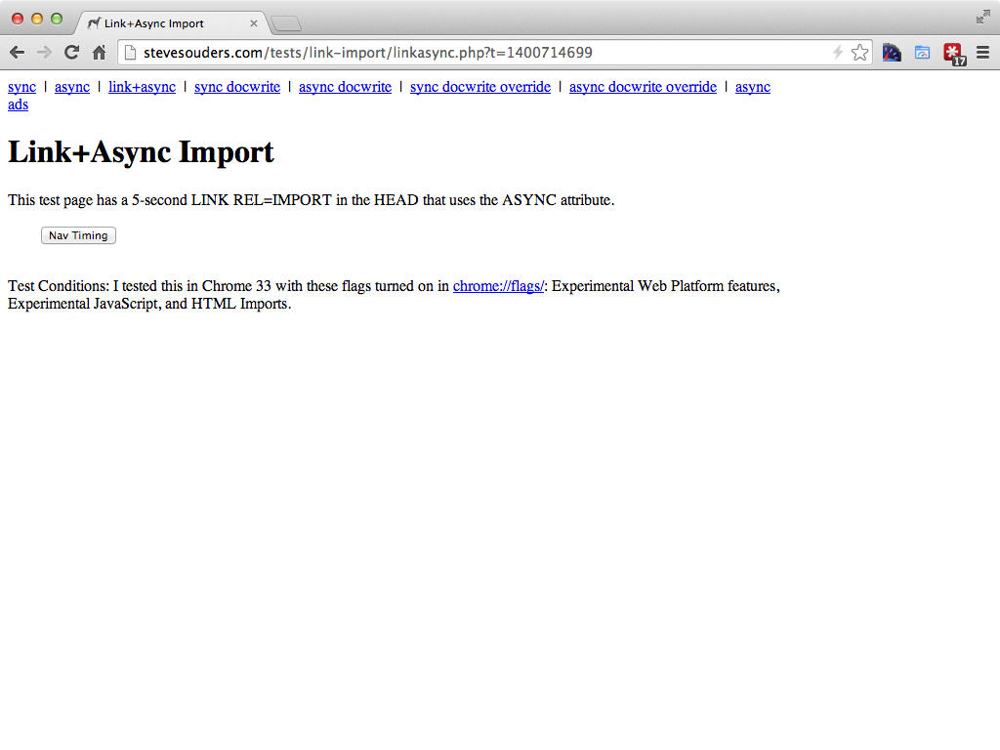 Link+Async Import
stevesouders.com/tests/link-import/linkasync.php?t=1400714699
17
sync | async | link+async | sync docwrite | async docwrite | sync docwrite override | async docwrite override | async
ads
Link+Async Import
This test page has a 5-second LINK REL=IMPORT in the HEAD that uses the ASYNC attribute.
Nav Timing
Test Conditions: I tested this in Chrome 33 with these flags turned on in chrome://flags/: Experimental Web Platform features,
Experimental JavaScript, and HTML Imports.